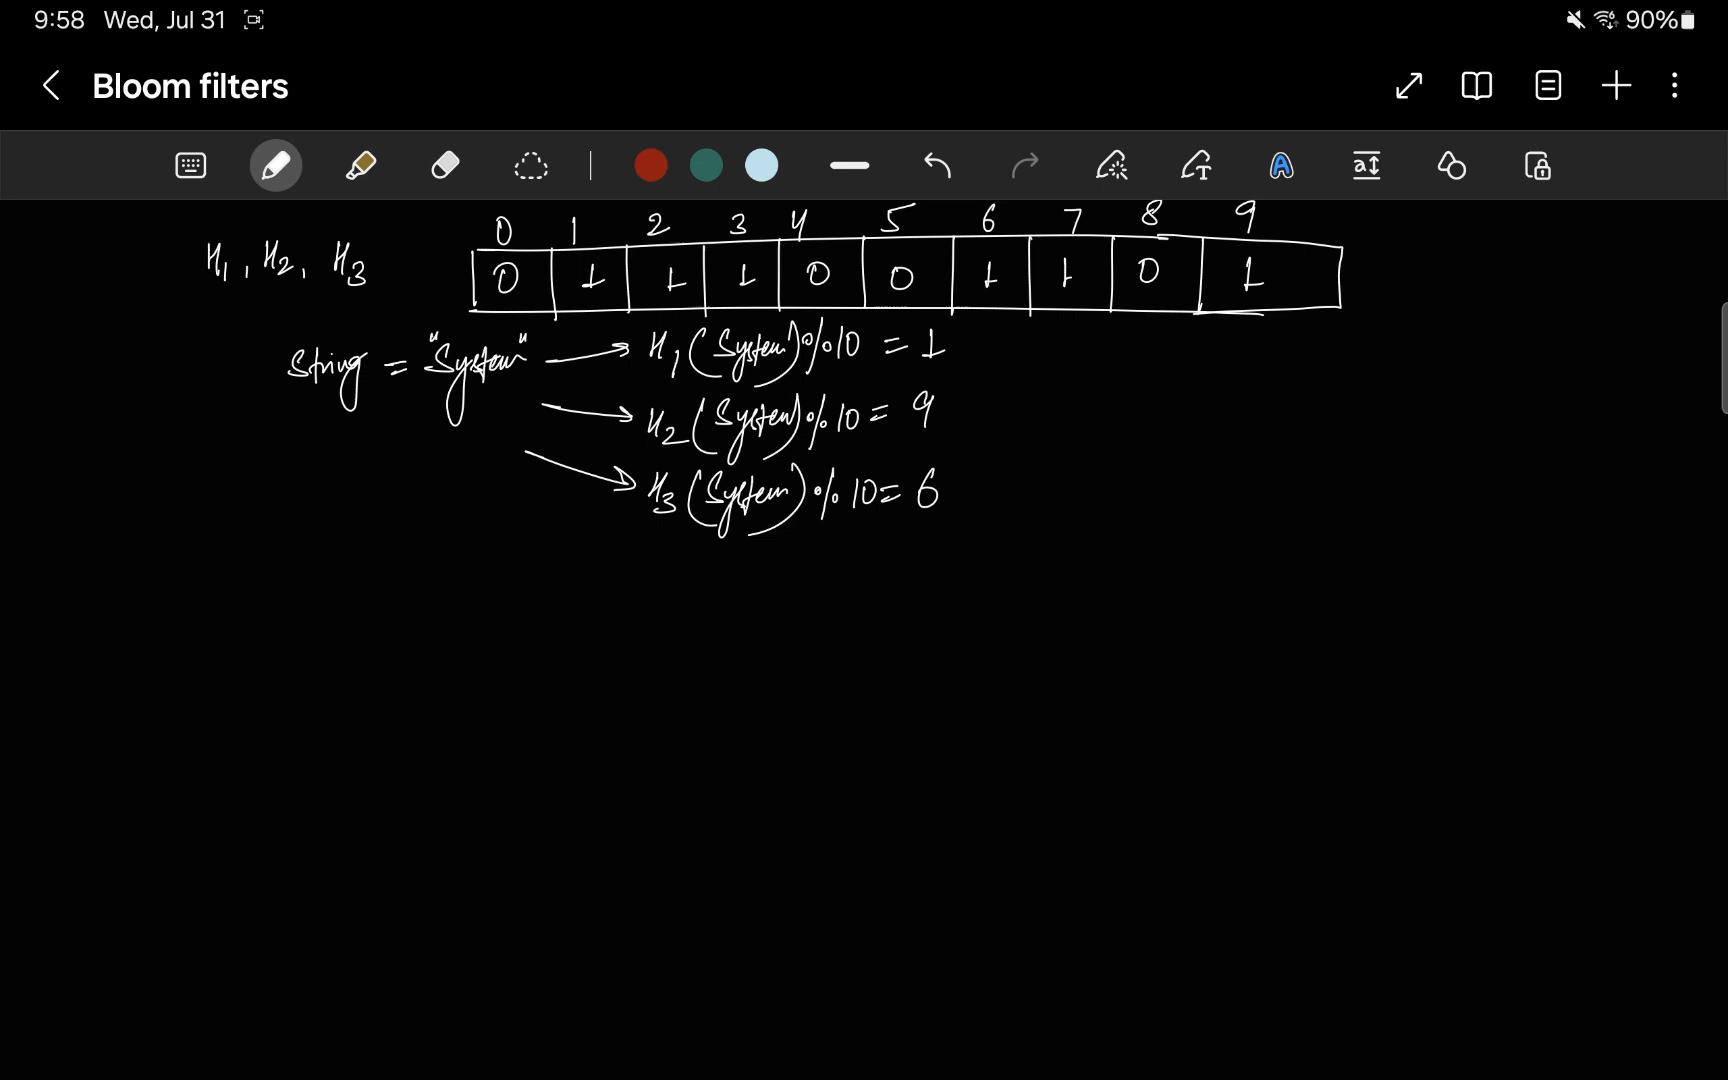 9:58 Wed, Jul 31 90%
Bloom filters
0 1 2 3 4 5 6 7 8 9
H1, H2, H3 0 1 1 1 0 0 1 1 0 1
String = "System" → H1(System)%10 = 1
→ H2(System)%10 = 9
→ H3(System)%10 = 6